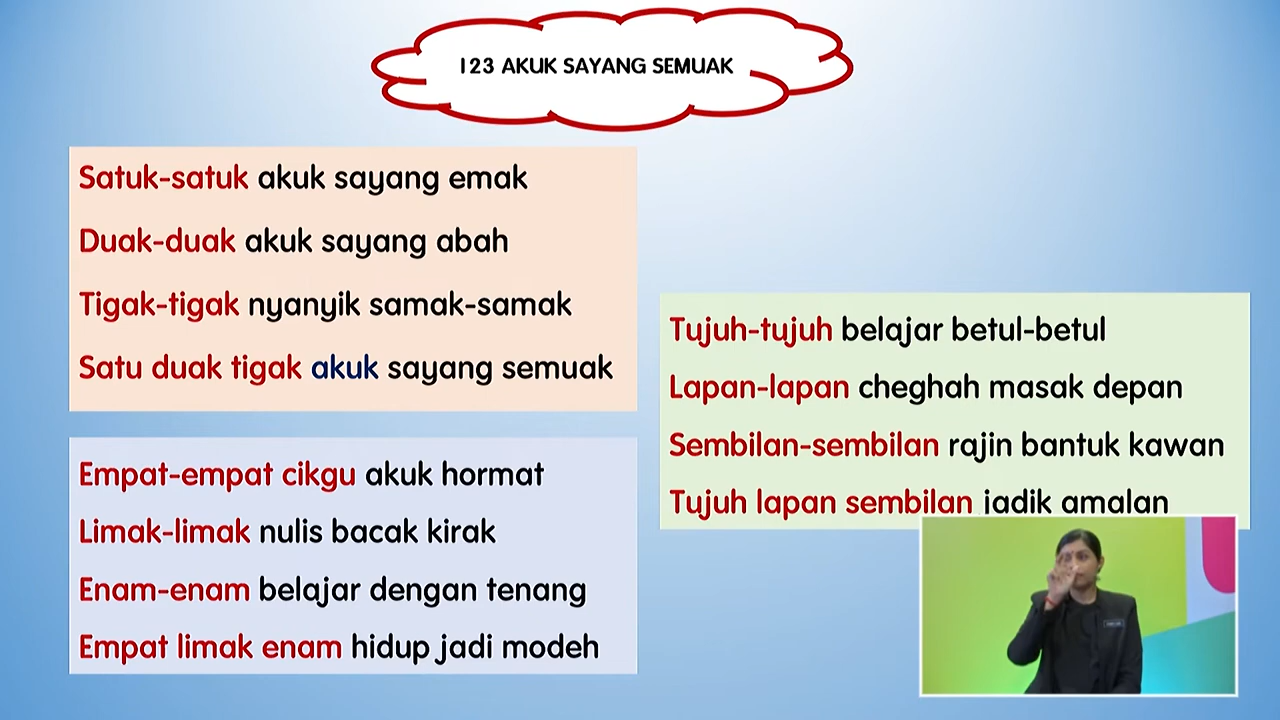 123 AKUK SAYANG SEMUAK
Satuk-satuk akuk sayang emak
Duak-duak akuk sayang abah
Tigak-tigak nyanyik samak-samak
Satu duak tigak akuk sayang semuak
Empat-empat cikgu akuk hormat
Limak-limak nulis bacak kirak
Enam-enam belajar dengan tenang
Empat limak enam hidup jadi modeh
Tujuh-tujuh belajar betul-betul
Lapan-lapan cheghah masak depan
Sembilan-sembilan rajin bantuk kawan
Tujuh lapan sembilan jadik amalan